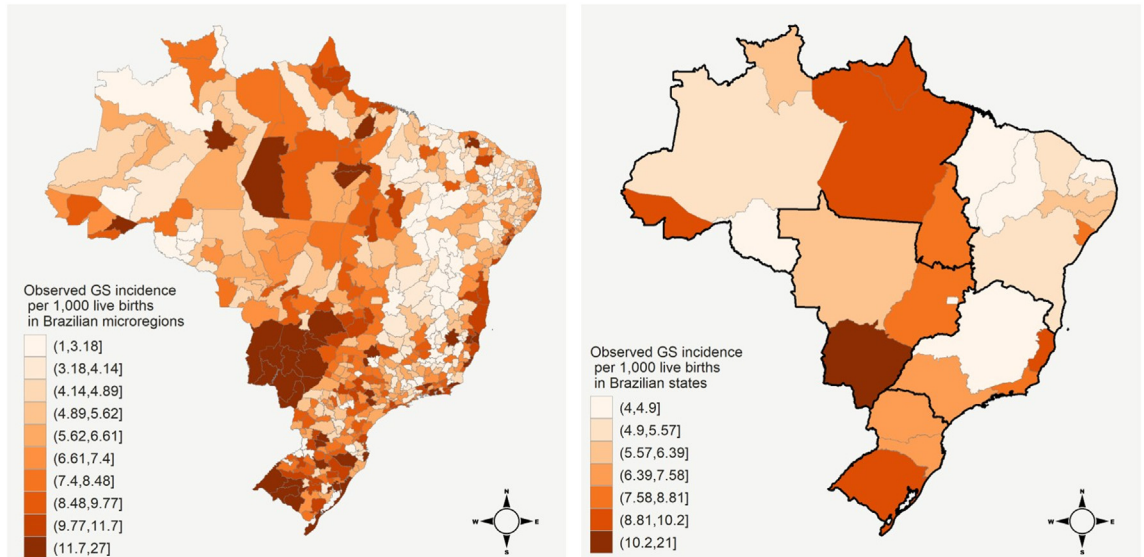 Observed GS incidence
per 1,000 live births
in Brazilian microregions
(1,3.18]
(3.18,4.14]
(4.14,4.89]
(4.89,5.62]
(5.62,6.61]
(6.61,7.4]
(7.4,8.48]
(8.48,9.77]
(9.77,11.7]
(11.7,27]
N
W E
S
Observed GS incidence
per 1,000 live births
in Brazilian states
(4,4.9]
(4.9,5.57]
(5.57,6.39]
(6.39,7.58]
(7.58,8.81]
(8.81,10.2]
(10.2,21]
N
W E
S